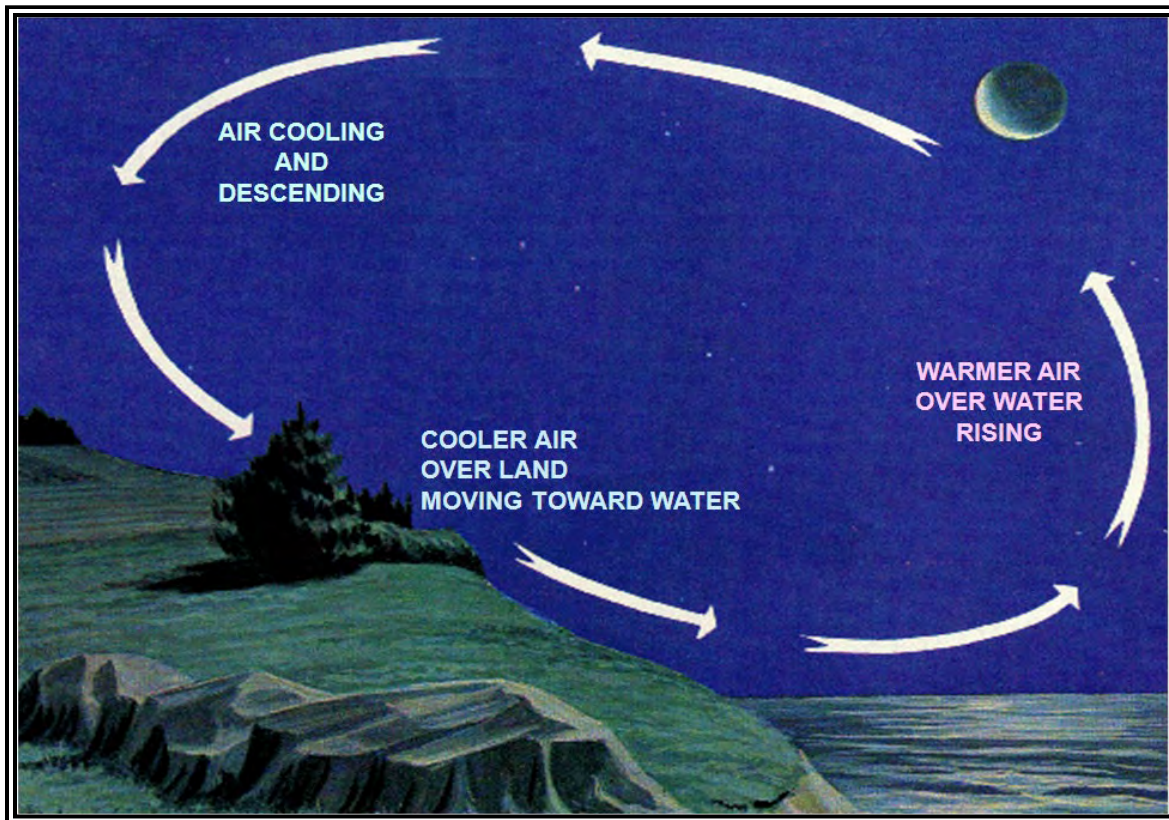 AIR COOLING
AND
DESCENDING
WARMER AIR
OVER WATER
RISING
COOLER AIR
OVER LAND
MOVING TOWARD WATER